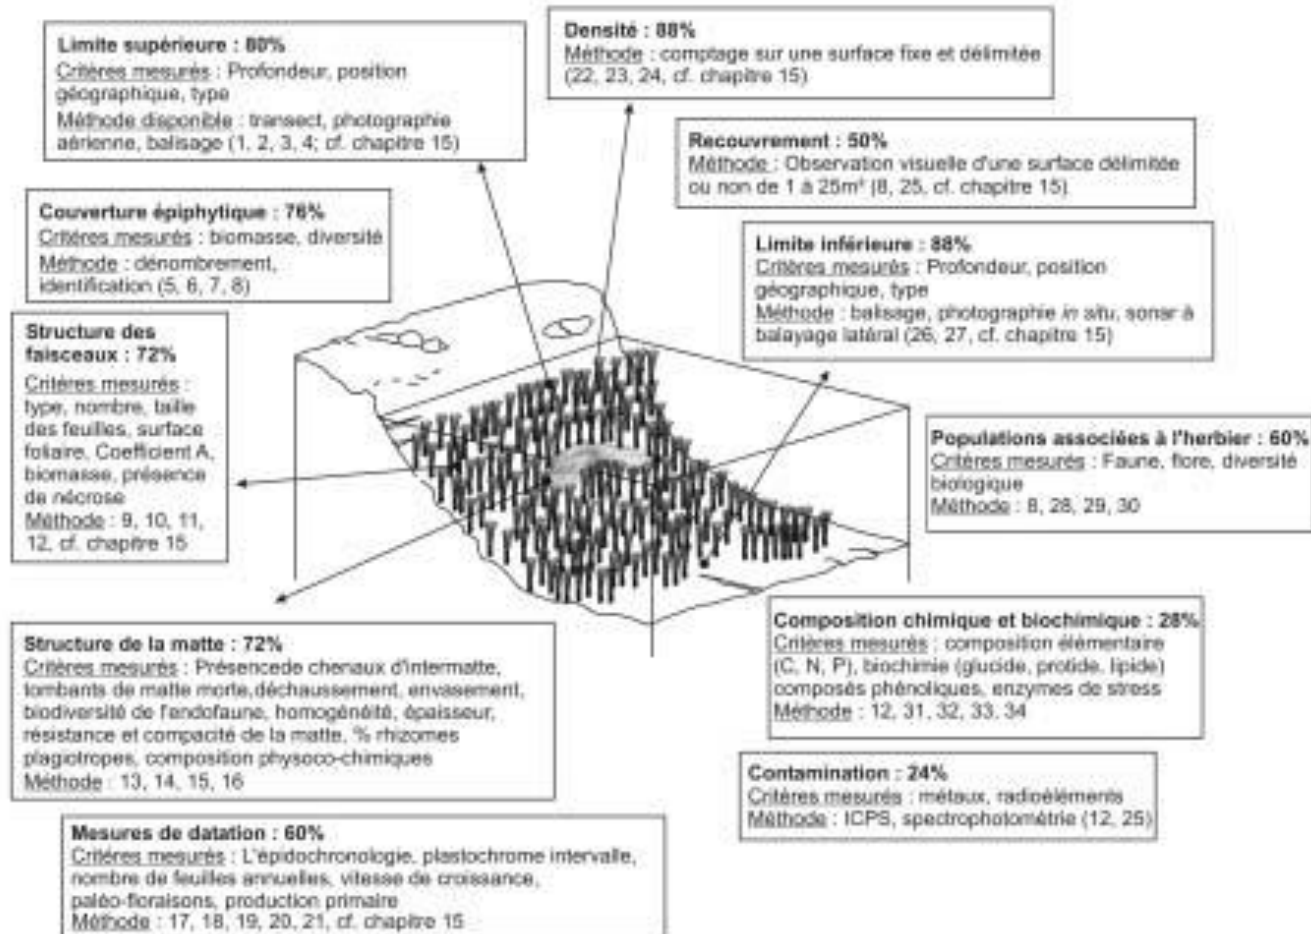 Limite supérieure : 80%
Critères mesurés : Profondeur, position
géographique, type
Méthode disponible : transect, photographie
aérienne, balisage (1, 2, 3, 4; cf. chapitre 15)
Densité : 88%
Méthode : comptage sur une surface fixe et délimitée
(22, 23, 24, cf. chapitre 15)
Recouvrement : 50%
Méthode : Observation visuelle d'une surface délimitée
ou non de 1 à 25m² (8, 25, cf. chapitre 15)
Couverture épiphytique : 76%
Critères mesurés : biomasse, diversité
Méthode : dénombrement,
identification (5, 6, 7, 8)
Limite inférieure : 88%
Critères mesurés : Profondeur, position
géographique, type
Méthode : balisage, photographie in situ, sonar à
balayage latéral (26, 27, cf. chapitre 15)
Structure des
faisceaux : 72%
Critères mesurés :
type, nombre, taille
des feuilles, surface
foliaire, Coefficient A,
biomasse, présence
de nécrose
Méthode : 9, 10, 11,
12, cf. chapitre 15
Populations associées à l'herbier : 60%
Critères mesurés : Faune, flore, diversité
biologique
Méthode : 8, 28, 29, 30
Structure de la matte : 72%
Critères mesurés : Présencede chenaux d'intermatte,
tombants de matte morte,déchaussement, envasement,
biodiversité de l'endofaune, homogénéité, épaisseur,
résistance et compacité de la matte, % rhizomes
plagiotropes, composition physoco-chimiques
Méthode : 13, 14, 15, 16
Composition chimique et biochimique : 28%
Critères mesurés : composition élémentaire
(C, N, P), biochimie (glucide, protide, lipide)
composés phénoliques, enzymes de stress
Méthode : 12, 31, 32, 33, 34
Contamination : 24%
Critères mesurés : métaux, radioéléments
Méthode : ICPS, spectrophotométrie (12, 25)
Mesures de datation : 60%
Critères mesurés : L'épidochronologie, plastochrome intervalle,
nombre de feuilles annuelles, vitesse de croissance,
paléo-floraisons, production primaire
Méthode : 17, 18, 19, 20, 21, cf. chapitre 15